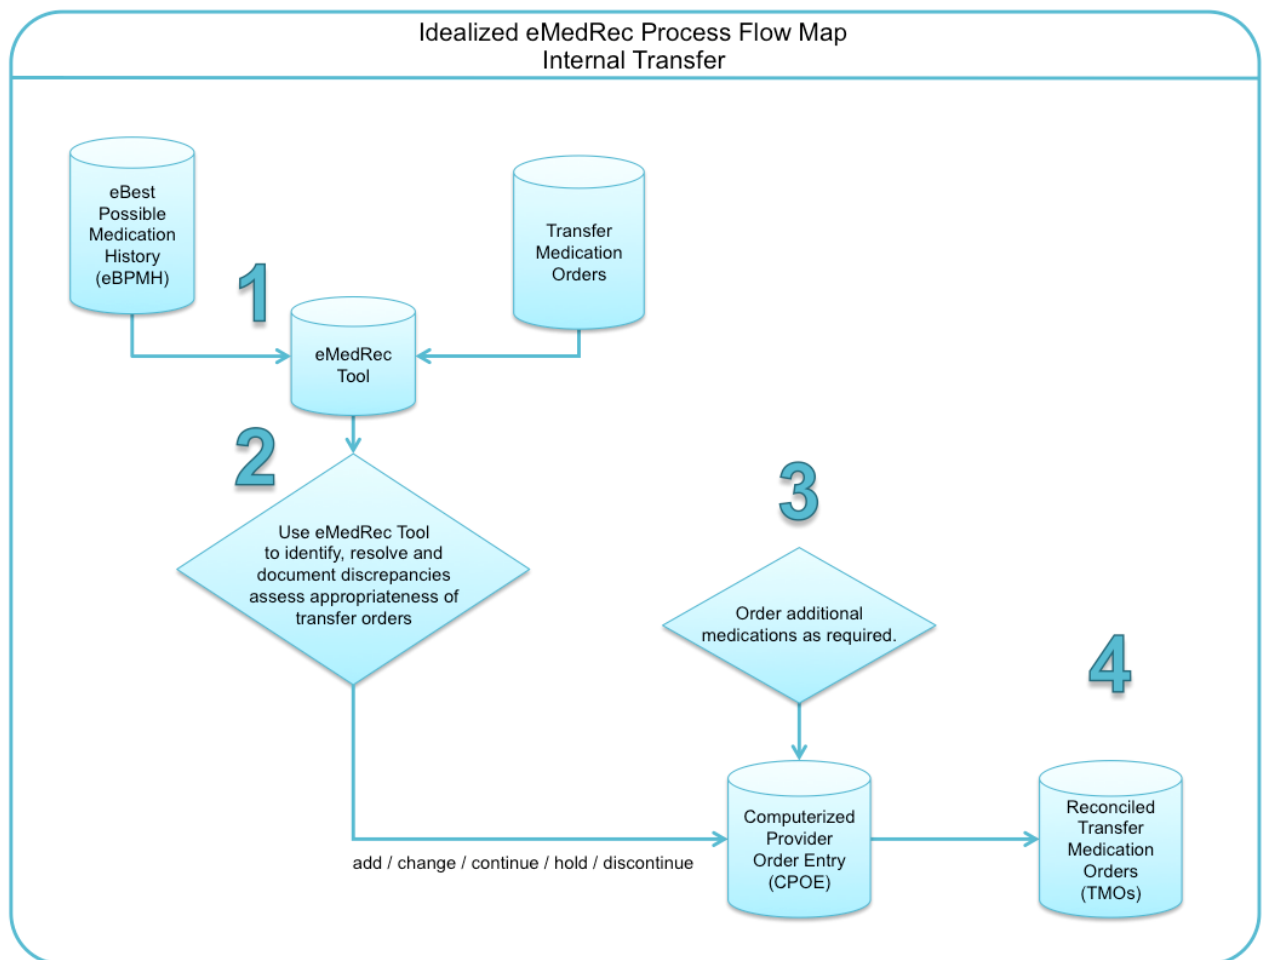 Idealized eMedRec Process Flow Map
Internal Transfer
eBest
Possible
Medication
History
(eBPMH)
1
Transfer
Medication
Orders
eMedRec
Tool
2
Use eMedRec Tool
to identify, resolve and
document discrepancies
assess appropriateness of
transfer orders
3
Order additional
medications as required.
4
add / change / continue / hold / discontinue
Computerized
Provider
Order Entry
(CPOE)
Reconciled
Transfer
Medication
Orders
(TMOs)